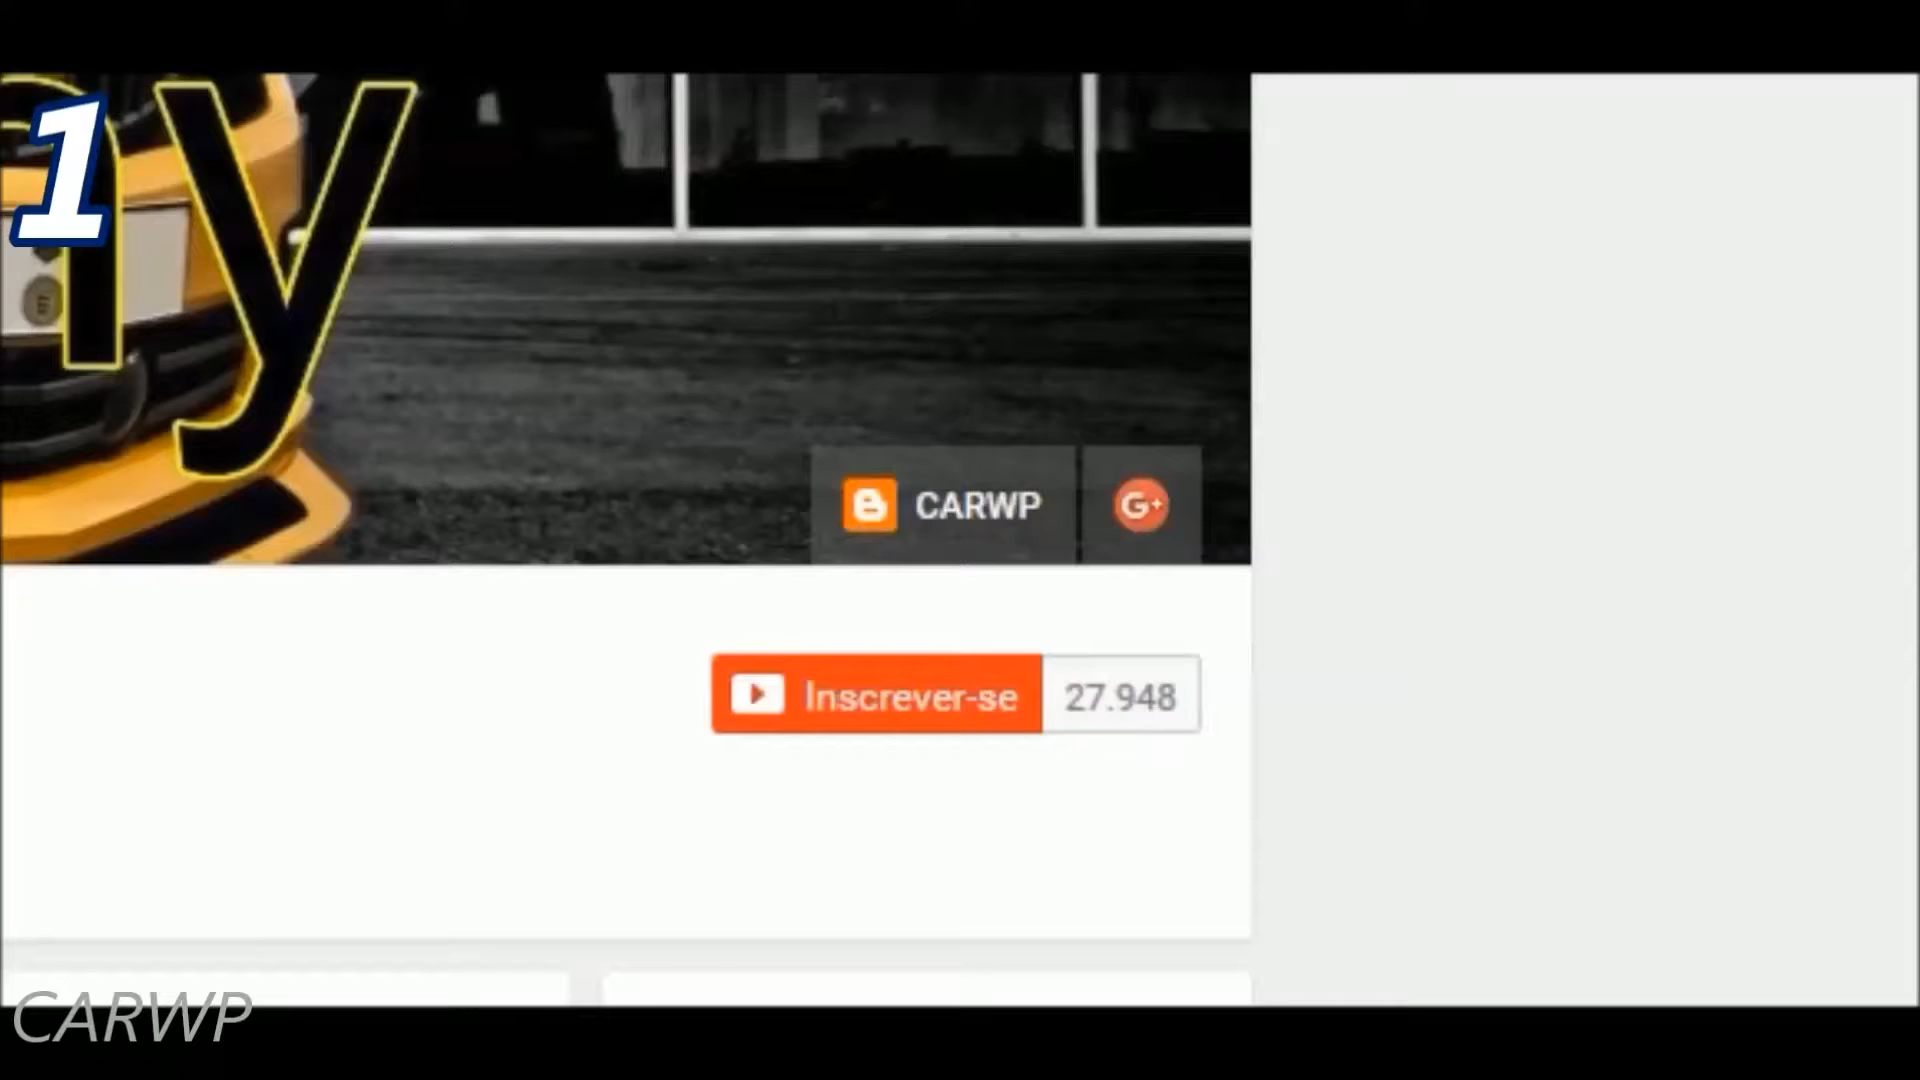 1
y
CARWP
G+
Inscrever-se 27.948
CARWP